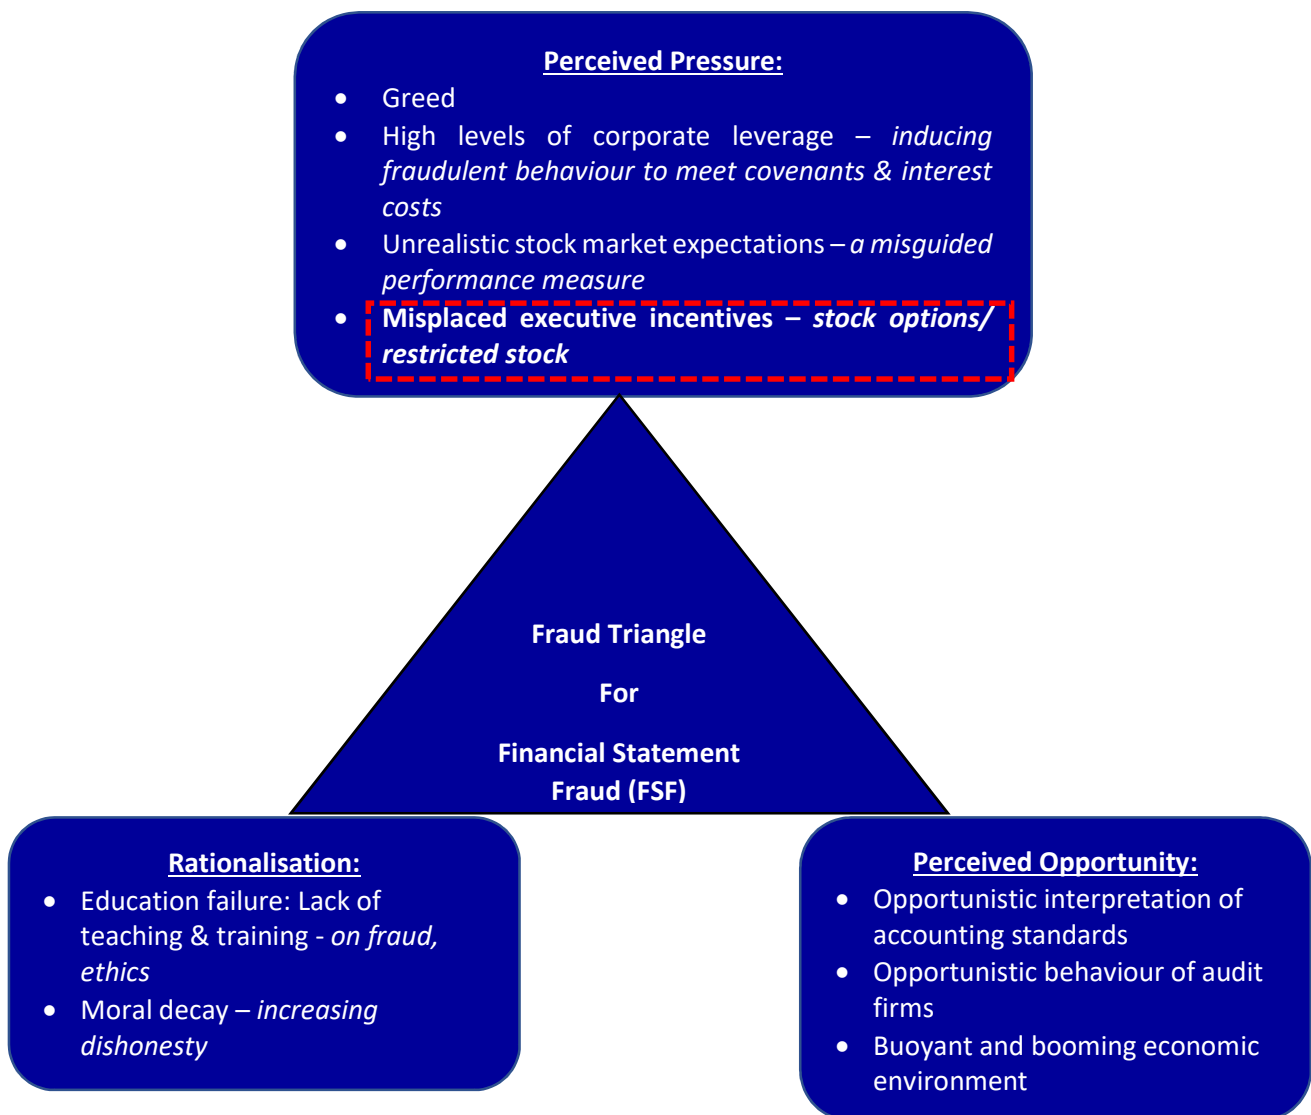 Perceived Pressure:
• Greed
• High levels of corporate leverage – inducing
fraudulent behaviour to meet covenants & interest
costs
• Unrealistic stock market expectations – a misguided
performance measure
• Misplaced executive incentives – stock options/
restricted stock
Fraud Triangle
For
Financial Statement
Fraud (FSF)
Rationalisation:
• Education failure: Lack of
teaching & training - on fraud,
ethics
• Moral decay – increasing
dishonesty
Perceived Opportunity:
• Opportunistic interpretation of
accounting standards
• Opportunistic behaviour of audit
firms
• Buoyant and booming economic
environment